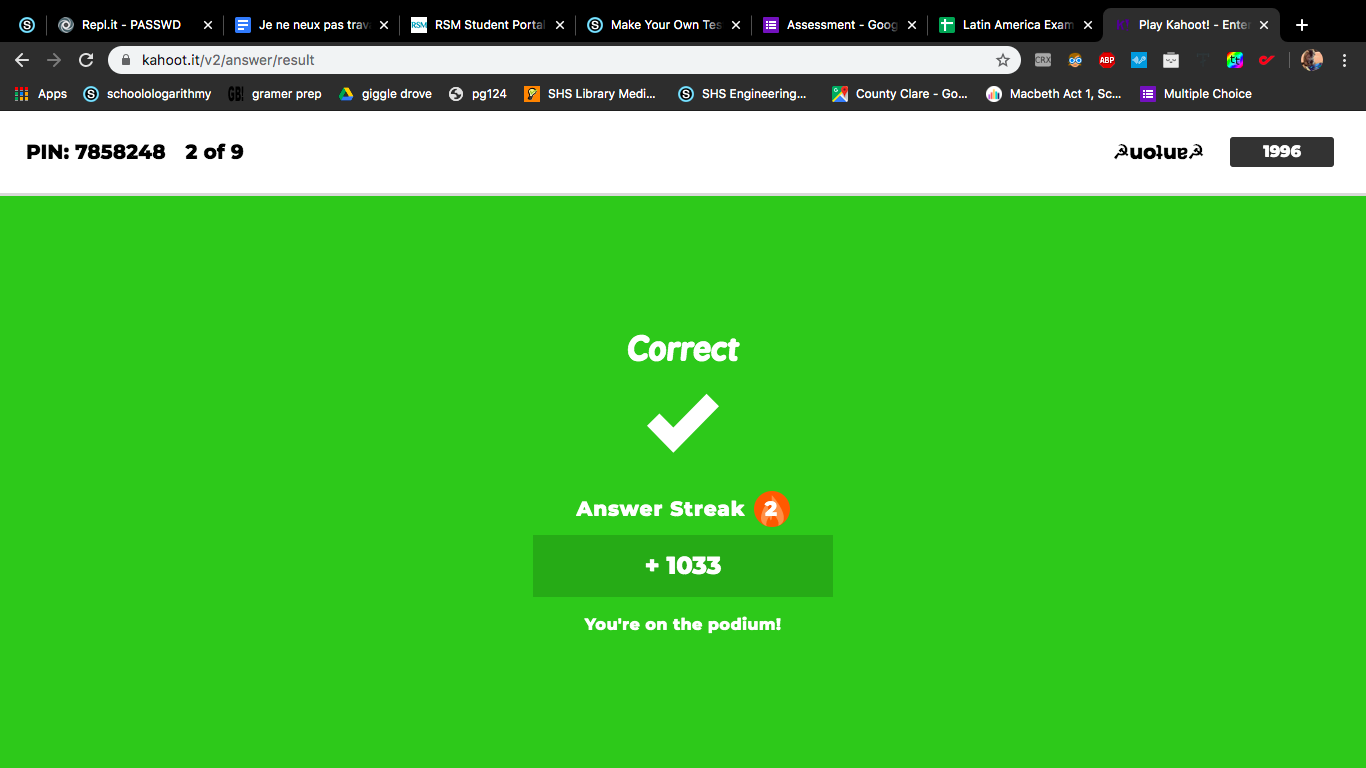 Repl.it - PASSWD
Je ne neux pas trav
RSM
RSM Student Portal
Make Your Own Tes
Assessment - Goog
Latin America Exam
Play Kahoot! - Enter
kahoot.it/v2/answer/result
CRX
ABP
Apps
schoolologarithmy
GB!
gramer prep
giggle drove
pg124
SHS Library Medi...
SHS Engineering...
County Clare - Go...
Macbeth Act 1, Sc...
Multiple Choice
PIN: 7858248 2 of 9
1996
Correct
Answer Streak 2
+ 1033
You're on the podium!